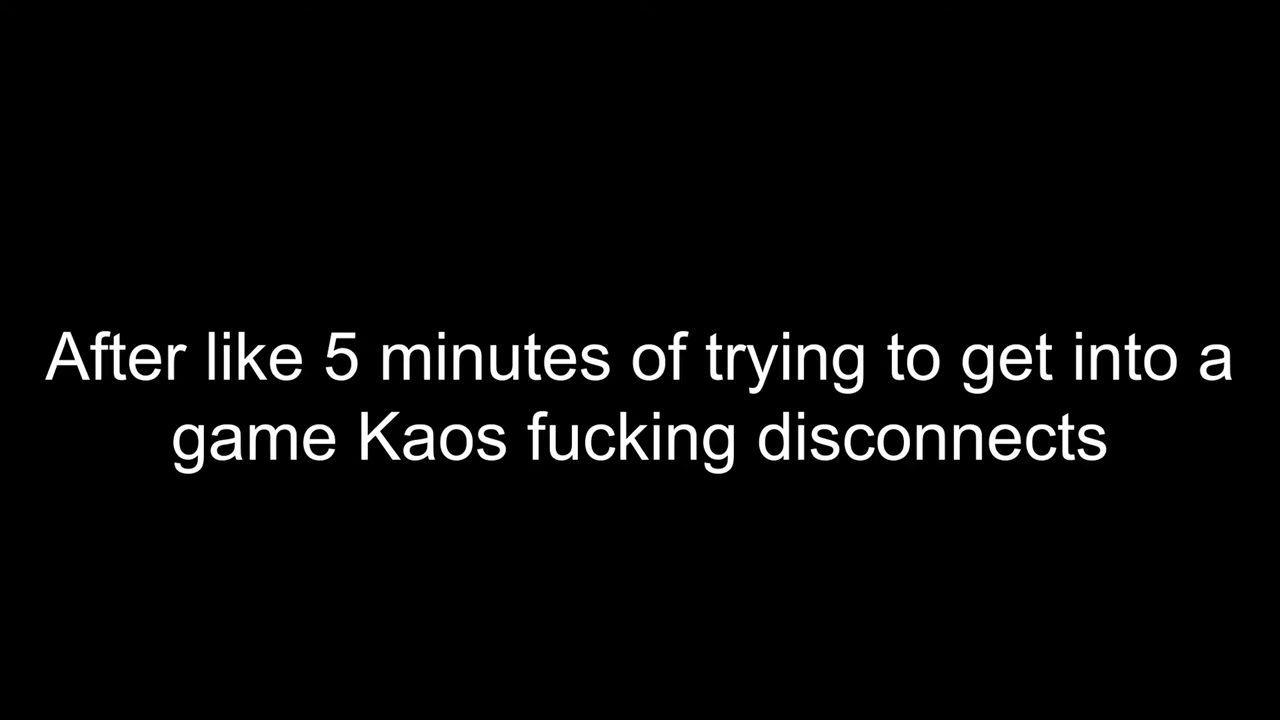 After like 5 minutes of trying to get into a
game Kaos fucking disconnects